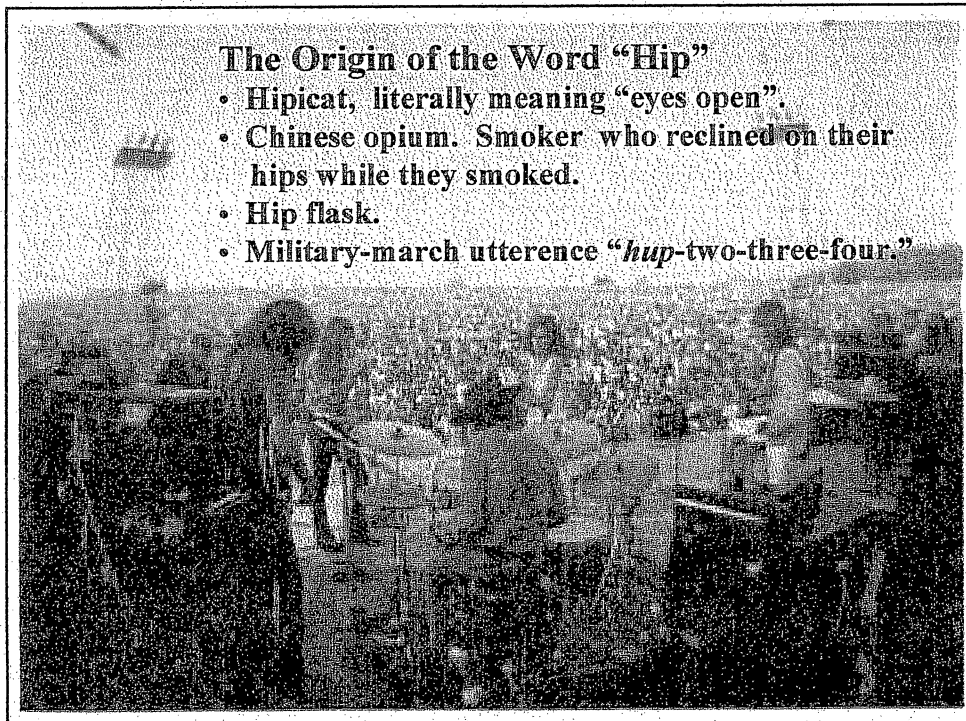 The Origin of the Word “Hip”
• Hipicat, literally meaning “eyes open”.
• Chinese opium. Smoker who reclined on their
hips while they smoked.
• Hip flask.
• Military-march utterence “hup-two-three-four.”